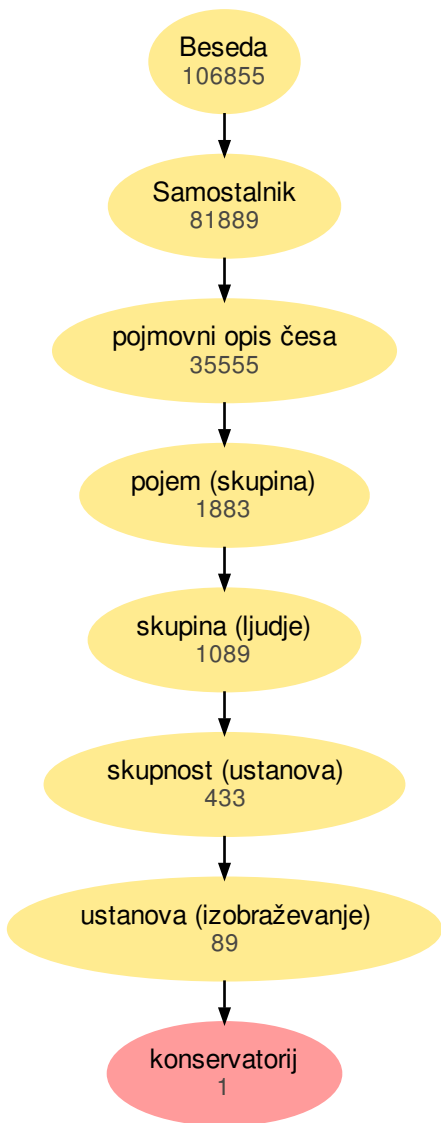 Beseda
106855
Samostalnik
81889
pojmovni opis česa
35555
pojem (skupina)
1883
skupina (ljudje)
1089
skupnost (ustanova)
433
ustanova (izobraževanje)
89
konservatorij
1